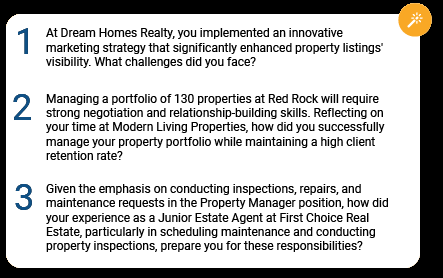 1 At Dream Homes Realty, you implemented an innovative
marketing strategy that significantly enhanced property listings'
visibility. What challenges did you face?
2 Managing a portfolio of 130 properties at Red Rock will require
strong negotiation and relationship-building skills. Reflecting on
your time at Modern Living Properties, how did you successfully
manage your property portfolio while maintaining a high client
retention rate?
3 Given the emphasis on conducting inspections, repairs, and
maintenance requests in the Property Manager position, how did
your experience as a Junior Estate Agent at First Choice Real
Estate, particularly in scheduling maintenance and conducting
property inspections, prepare you for these responsibilities?